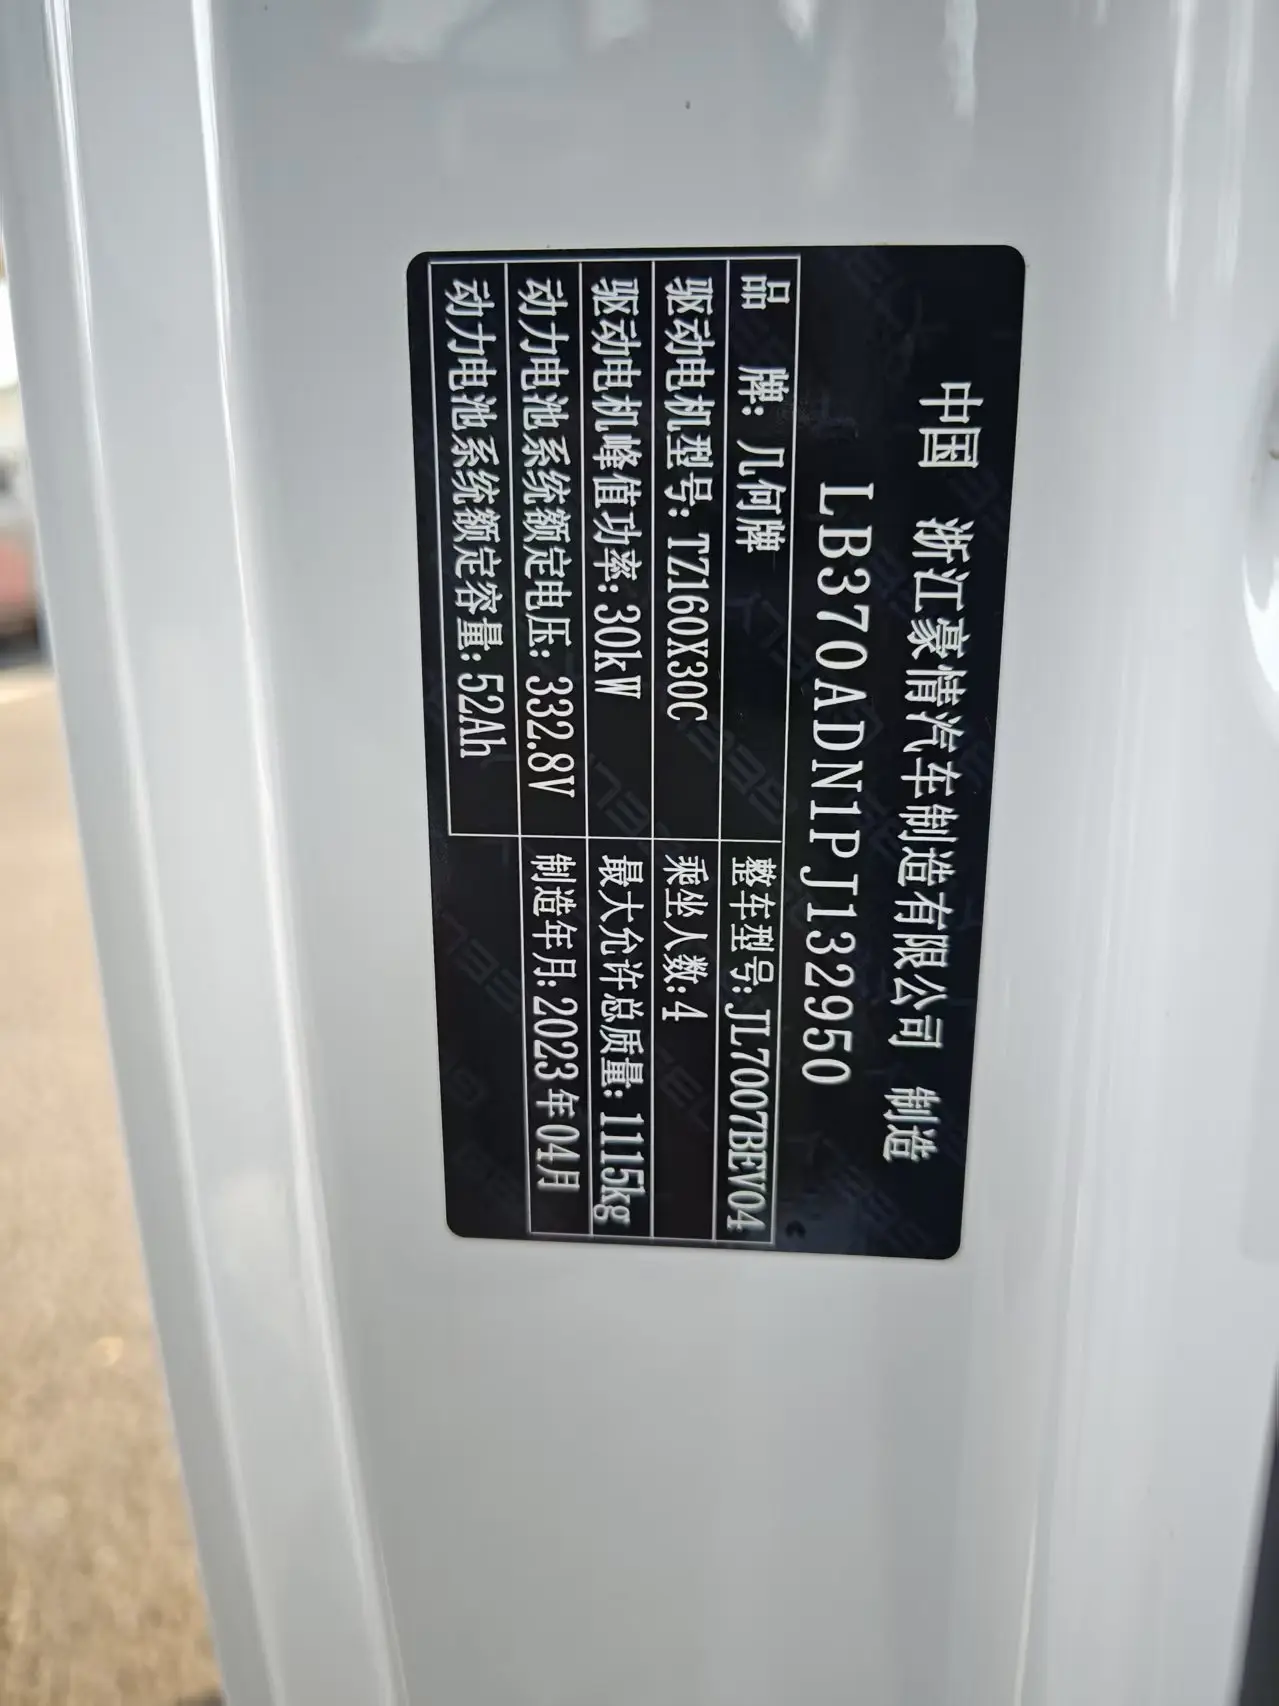 中国 浙江豪情汽车制造有限公司 制造
LB370ADN1PJ132950
品 牌: 几何牌 整车型号: JL7007BEV04
驱动电机型号: TZ160X30C 乘坐人数: 4
驱动电机峰值功率: 30kW 最大允许总质量: 1115kg
动力电池系统额定电压: 332.8V 制造年月: 2023年04月
动力电池系统额定容量: 52Ah